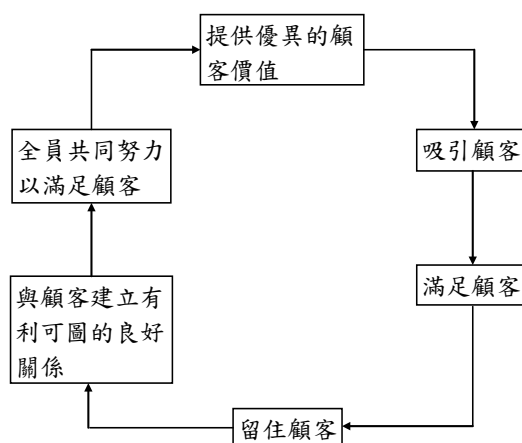 提供優異的顧
客價值
吸引顧客
滿足顧客
留住顧客
與顧客建立有
利可圖的良好
關係
全員共同努力
以滿足顧客